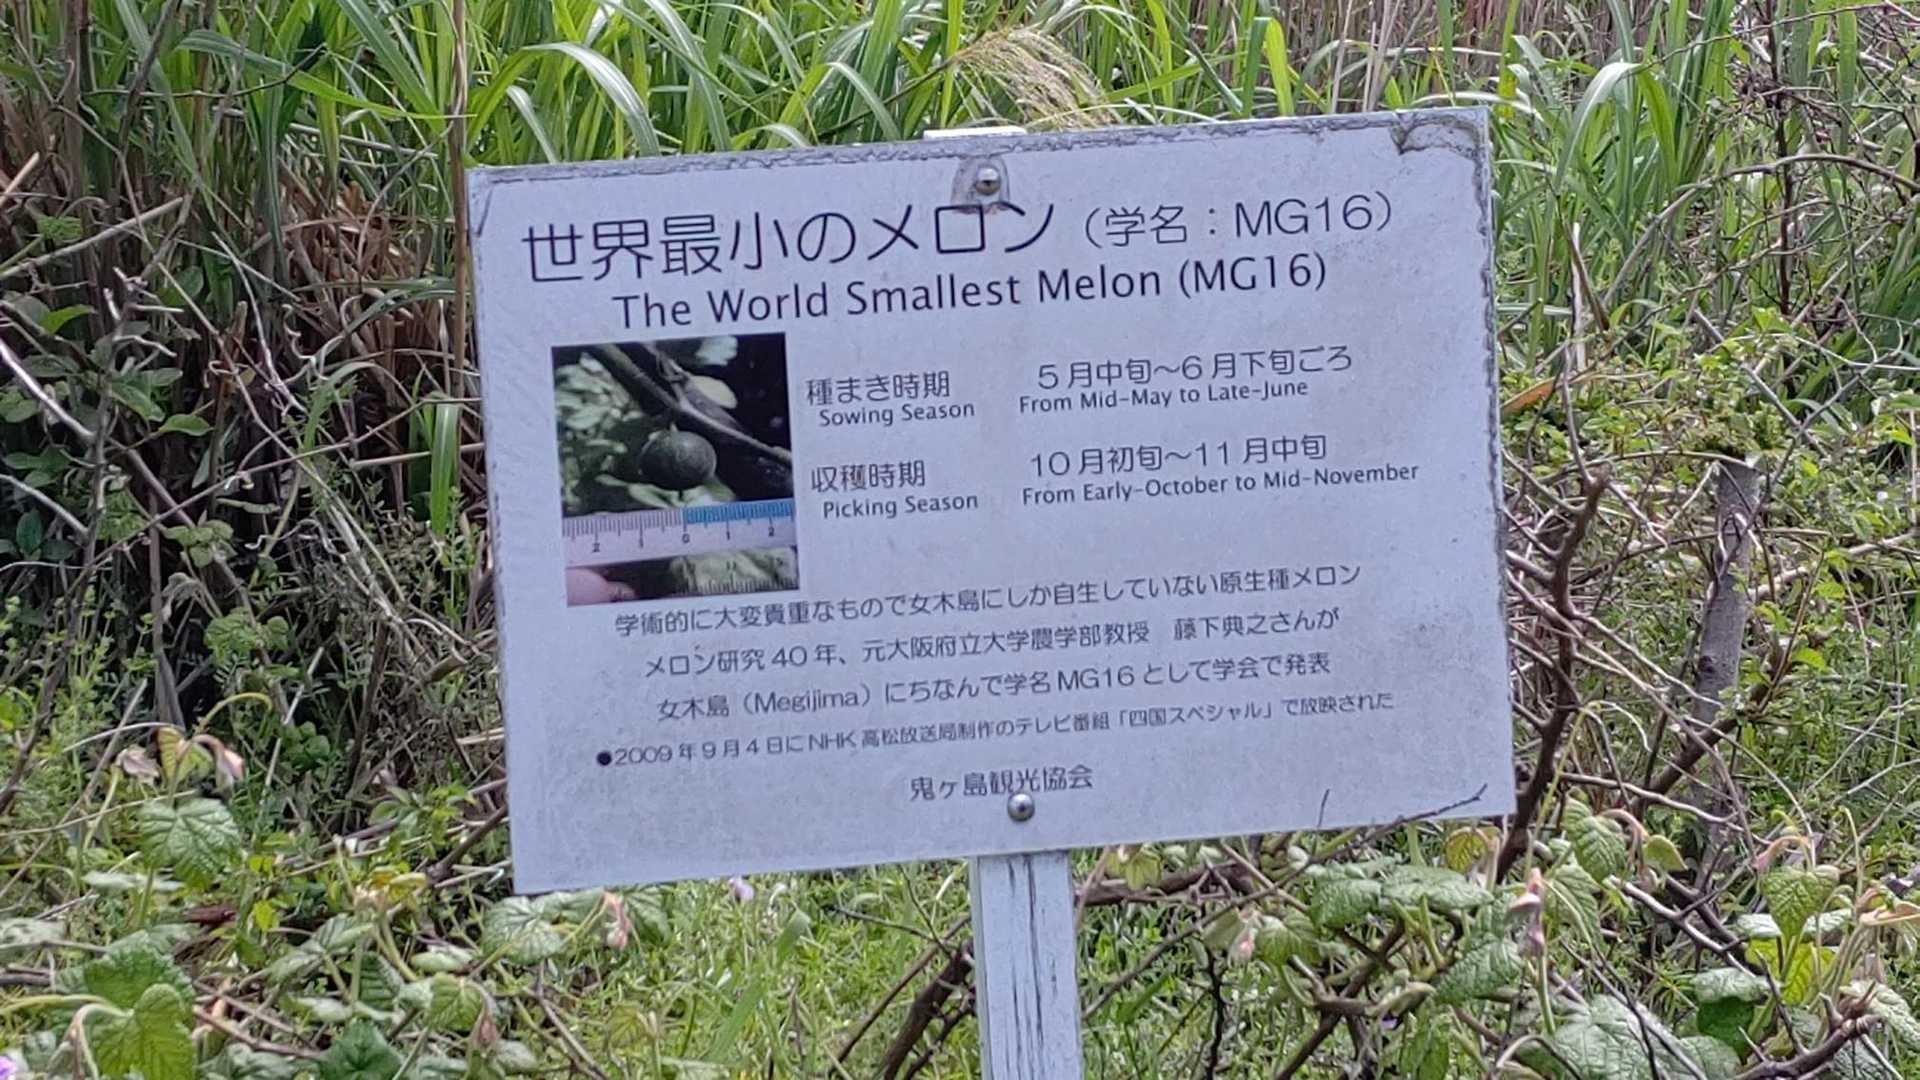 世界最小のメロン（学名：MG16）
The World Smallest Melon (MG16)
種まき時期 5月中旬～6月下旬ごろ
Sowing Season From Mid-May to Late-June
収穫時期 10月初旬～11月中旬
Picking Season From Early-October to Mid-November
2 1 0 1 2
学術的に大変貴重なもので女木島にしか自生していない原生種メロン
メロン研究40年、元大阪府立大学農学部教授　藤下典之さんが
女木島（Megijima）にちなんで学名MG16として学会で発表
●2009年9月4日にNHK高松放送局制作のテレビ番組「四国スペシャル」で放映された
鬼ヶ島観光協会